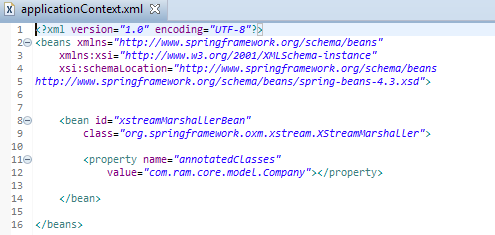 applicationContext.xml
1 <?xml version="1.0" encoding="UTF-8"?>
2 <beans xmlns="http://www.springframework.org/schema/beans"
3 xmlns:xsi="http://www.w3.org/2001/XMLSchema-instance"
4 xsi:schemaLocation="http://www.springframework.org/schema/beans
5 http://www.springframework.org/schema/beans/spring-beans-4.3.xsd">
6
7
8 <bean id="xstreamMarshallerBean"
9 class="org.springframework.oxm.xstream.XStreamMarshaller">
10
11 <property name="annotatedClasses"
12 value="com.ram.core.model.Company"></property>
13
14 </bean>
15
16 </beans>